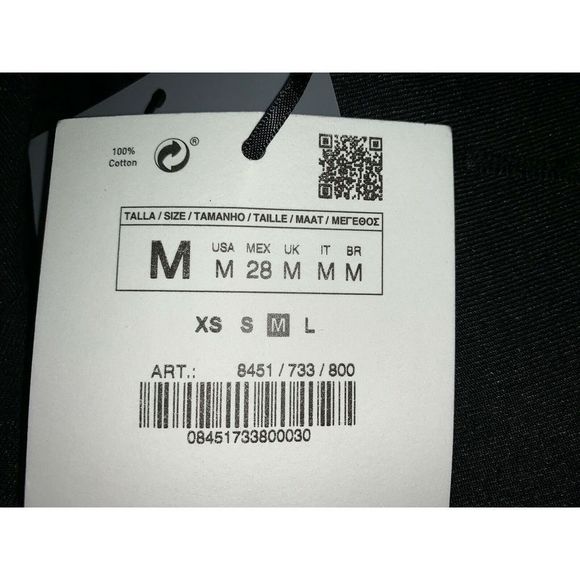 100%
Cotton
®
TALLA / SIZE / TAMANHO / TAILLE / MAAT / ΜΕΓΕΘΟΣ
M
USA MEX UK IT BR
M 28 M M M
XS S M L
ART.: 8451 / 733 / 800
08451733800030